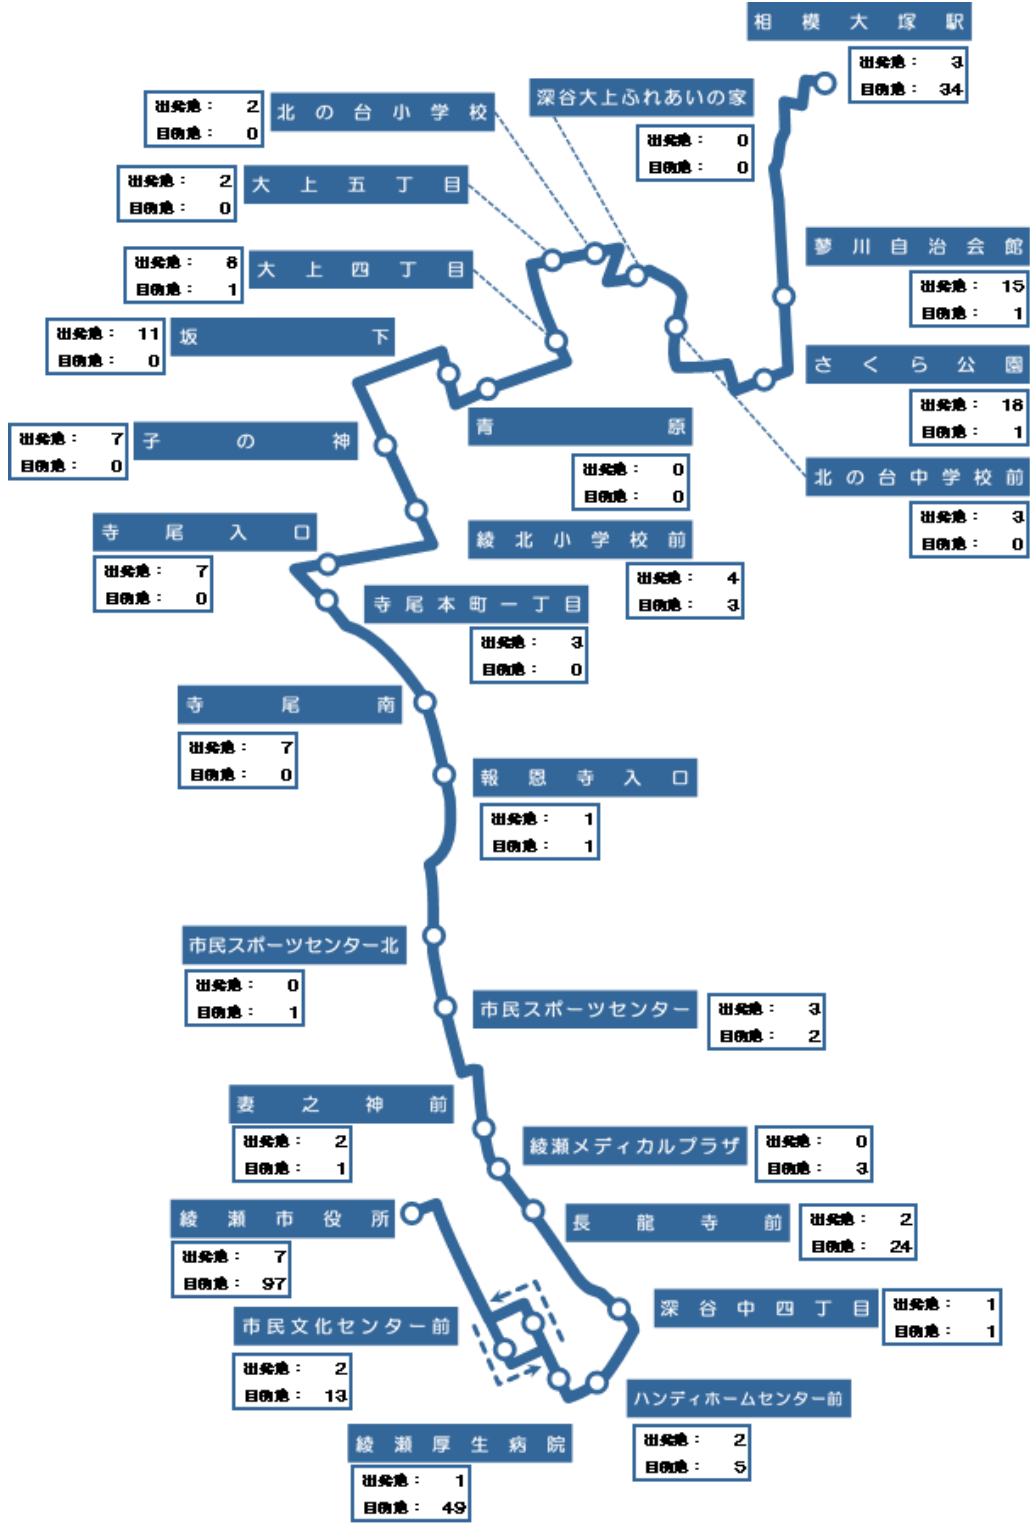 相模大塚駅
出発地： 3
目的地： 34
深谷大上ふれあいの家
出発地： 0
目的地： 0
北の台小学校
出発地： 2
目的地： 0
大上五丁目
出発地： 2
目的地： 0
蓼川自治会館
出発地： 15
目的地： 1
大上四丁目
出発地： 8
目的地： 1
坂下
出発地： 11
目的地： 0
さくら公園
出発地： 18
目的地： 1
青原
出発地： 0
目的地： 0
子の神
出発地： 7
目的地： 0
北の台中学校前
出発地： 3
目的地： 0
寺尾入口
出発地： 7
目的地： 0
綾北小学校前
出発地： 4
目的地： 3
寺尾本町一丁目
出発地： 3
目的地： 0
寺尾南
出発地： 7
目的地： 0
報恩寺入口
出発地： 1
目的地： 1
市民スポーツセンター北
出発地： 0
目的地： 1
市民スポーツセンター
出発地： 3
目的地： 2
妻之神前
出発地： 2
目的地： 1
綾瀬メディカルプラザ
出発地： 0
目的地： 3
綾瀬市役所
出発地： 7
目的地： 97
長龍寺前
出発地： 2
目的地： 24
深谷中四丁目
出発地： 1
目的地： 1
市民文化センター前
出発地： 2
目的地： 13
ハンディホームセンター前
出発地： 2
目的地： 5
綾瀬厚生病院
出発地： 1
目的地： 49